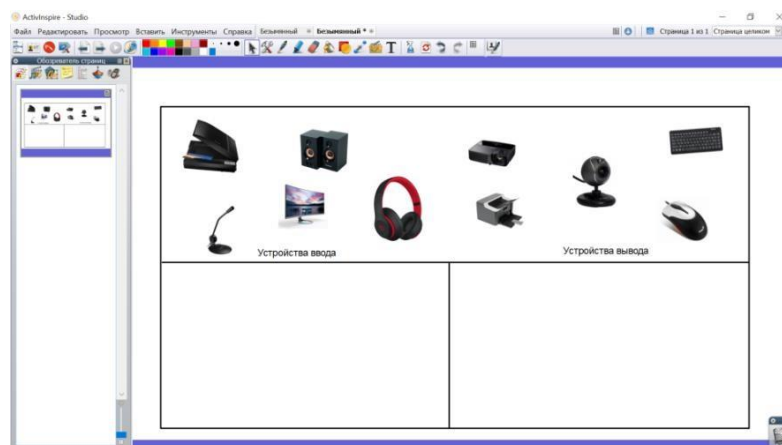 ActivInspire - Studio
Файл Редактировать Просмотр Вставить Инструменты Справка Безымянный Безымянный *
Страница 1 из 1 Страница целиком
Обозреватель страниц
Устройства ввода Устройства вывода